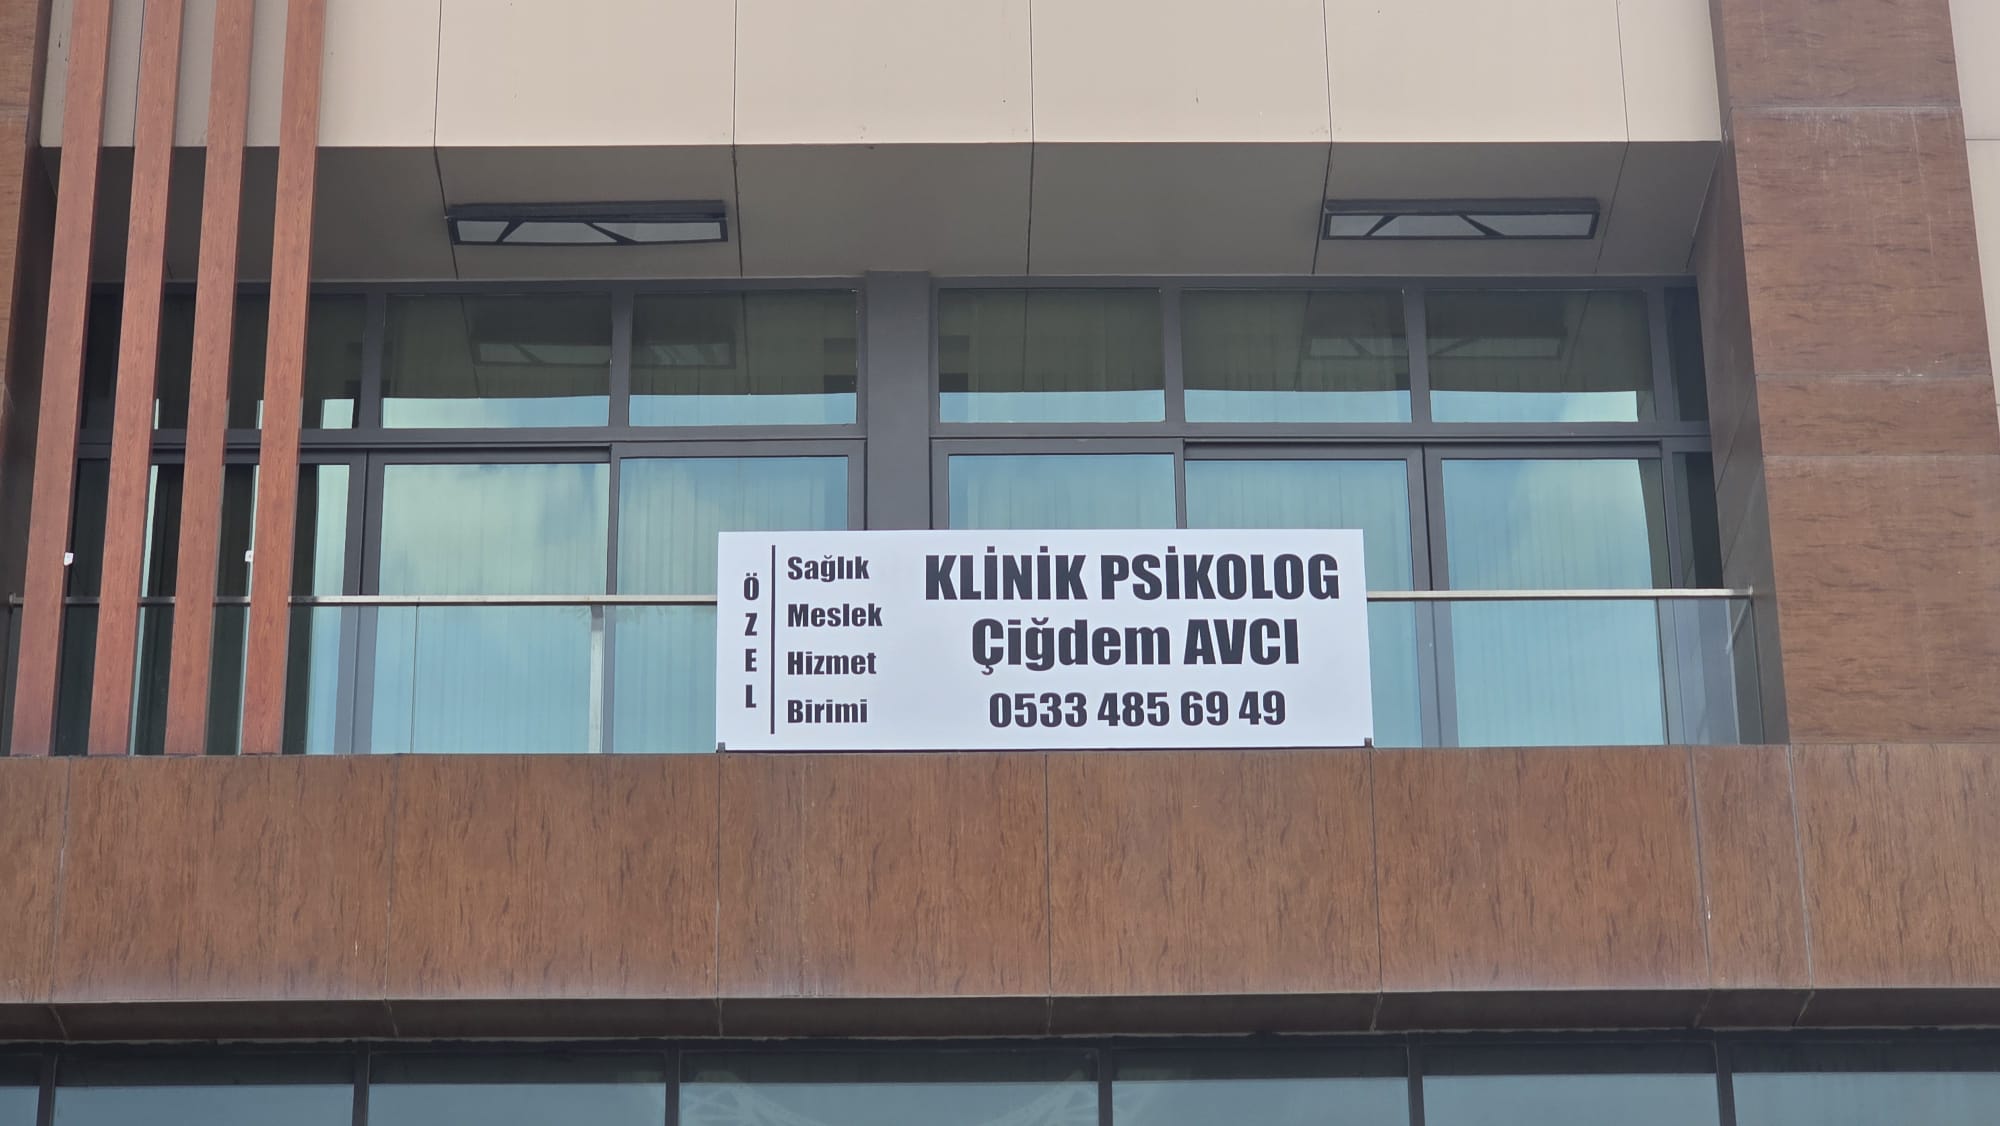 ÖZEL
Sağlık
Meslek
Hizmet
Birimi
KLİNİK PSİKOLOG
Çiğdem AVCI
0533 485 69 49